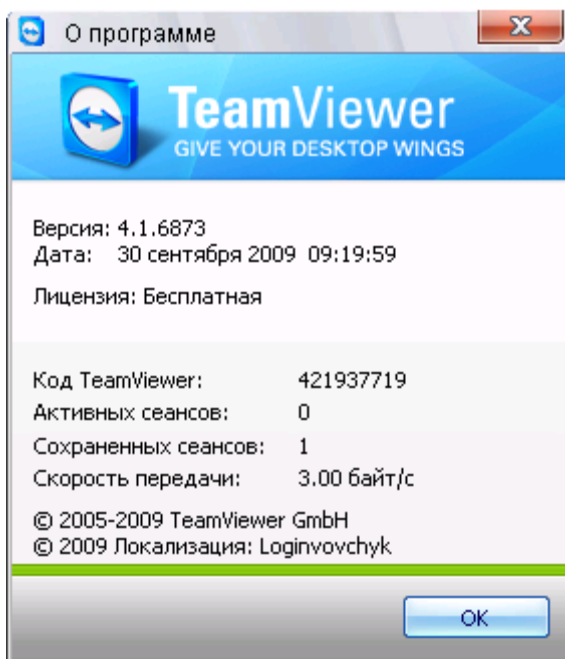 О программе
TeamViewer
GIVE YOUR DESKTOP WINGS
Версия: 4.1.6873
Дата: 30 сентября 2009 09:19:59
Лицензия: Бесплатная
Код TeamViewer: 421937719
Активных сеансов: 0
Сохраненных сеансов: 1
Скорость передачи: 3.00 байт/с
© 2005-2009 TeamViewer GmbH
© 2009 Локализация: Loginvovchyk
OK